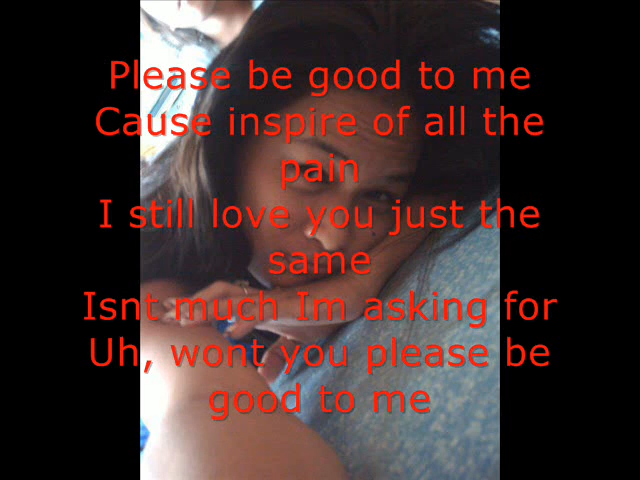 Please be good to me
Cause inspire of all the
pain
I still love you just the
same
Isnt much Im asking for
Uh, wont you please be
good to me